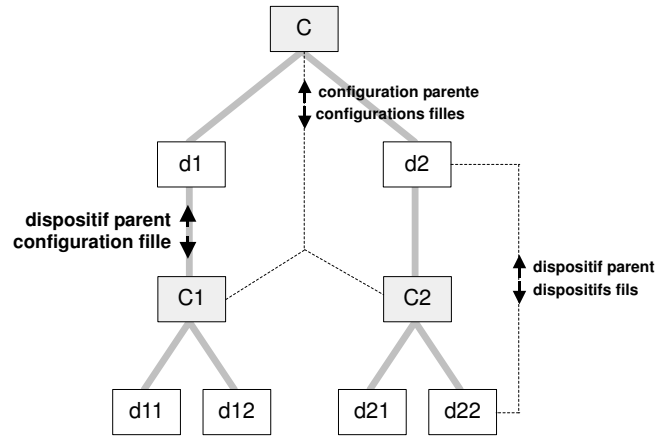 C
configuration parente
configurations filles
d1
d2
dispositif parent
configuration fille
dispositif parent
dispositifs fils
C1
C2
d11
d12
d21
d22